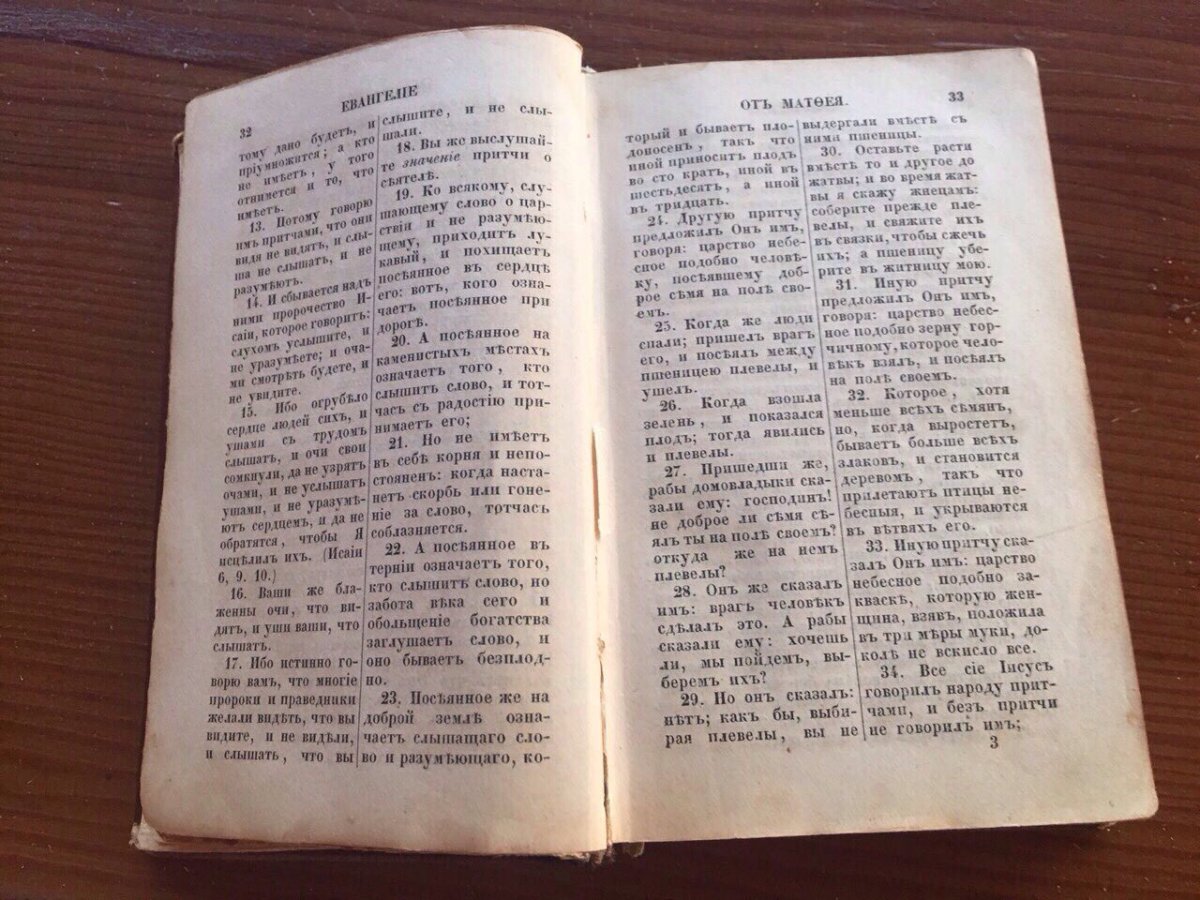 32
ЕВАНГЕЛІЕ
тому дано будетъ, и
пріумножится; а кто
не имѣетъ, у того
отнимется и то, что
имѣетъ.
13. Потому говорю
имъ притчами, что они
видя не видятъ, и слы-
ша не слышатъ, и не
разумѣютъ.
14. И сбывается надъ
ними пророчество И-
саіи, которое говоритъ:
слухомъ услышите, и
не уразумѣете; и оча-
ми смотрѣть будете, и
не увидите.
15. Ибо огрубѣло
сердце людей сихъ, и
ушами съ трудомъ
слышатъ, и очи свои
сомкнули, да не узрятъ
очами, и не услышатъ
ушами, и не уразумѣ-
ютъ сердцемъ, и да не
обратятся, чтобы Я
исцѣлилъ ихъ. (Исаіи
6, 9. 10.)
16. Ваши же бла-
женны очи, что ви-
дятъ, и уши ваши, что
слышатъ.
17. Ибо истинно го-
ворю вамъ, что многіе
пророки и праведники
желали видѣть, что вы
видите, и не видѣли,
и слышать, что вы
слышите, и не слы-
шали.
18. Вы же выслушай-
те значеніе притчи о
сѣятелѣ.
19. Ко всякому, слу-
шающему слово о цар-
ствіи и не разумѣю-
щему, приходитъ лу-
кавый, и похищаетъ
посѣянное въ сердцѣ
его: вотъ, кого озна-
чаетъ посѣянное при
дорогѣ.
20. А посѣянное на
каменистыхъ мѣстахъ
означаетъ того, кто
слышитъ слово, и тот-
часъ съ радостію при-
нимаетъ его;
21. Но не имѣетъ
въ себѣ корня и непо-
стояненъ: когда наста-
нетъ скорбь или гоне-
ніе за слово, тотчасъ
соблазняется.
22. А посѣянное въ
терніи означаетъ того,
кто слышитъ слово, но
забота вѣка сего и
обольщеніе богатства
заглушаетъ слово, и
оно бываетъ безплод-
но.
23. Посѣянное же на
доброй землѣ озна-
чаетъ слышащаго сло-
во и разумѣющаго, ко-
ОТЪ МАТѲЕЯ.
33
торый и бываетъ пло-
доносенъ, такъ что
иной приноситъ плодъ
во сто кратъ, иной въ
шестьдесятъ, а иной
въ тридцать.
24. Другую притчу
предложилъ Онъ имъ,
говоря: царство небе-
сное подобно человѣ-
ку, посѣявшему доб-
рое сѣмя на полѣ сво-
емъ.
25. Когда же люди
спали; пришелъ врагъ
его, и посѣялъ между
пшеницею плевелы, и
ушелъ.
26. Когда взошла
зелень, и показался
плодъ; тогда явились
и плевелы.
27. Пришедши же,
рабы домовладыки ска-
зали ему: господинъ!
не доброе ли сѣмя сѣ-
ялъ ты на полѣ своемъ?
откуда же на немъ
плевелы?
28. Онъ же сказалъ
имъ: врагъ человѣкъ
сдѣлалъ это. А рабы
сказали ему: хочешь
ли, мы пойдемъ, вы-
беремъ ихъ?
29. Но онъ сказалъ:
нѣтъ; какъ бы, выби-
рая плевелы, вы не
выдергали вмѣстѣ съ
ними пшеницы.
30. Оставьте расти
вмѣстѣ то и другое до
жатвы; и во время жат-
вы я скажу жнецамъ:
соберите прежде пле-
велы, и свяжите ихъ
въ связки, чтобы сжечь
ихъ; а пшеницу убе-
рите въ житницу мою.
31. Иную притчу
предложилъ Онъ имъ,
говоря: царство небес-
ное подобно зерну гор-
чичному, которое чело-
вѣкъ взялъ, и посѣялъ
на полѣ своемъ.
32. Которое, хотя
меньше всѣхъ сѣмянъ,
но, когда выростетъ,
бываетъ больше всѣхъ
злаковъ, и становится
деревомъ, такъ что
прилетаютъ птицы не-
бесныя, и укрываются
въ вѣтвяхъ его.
33. Иную притчу ска-
залъ Онъ имъ: царство
небесное подобно за-
кваскѣ, которую жен-
щина, взявъ, положила
въ три мѣры муки, до-
колѣ не вскисло все.
34. Все сіе Іисусъ
говорилъ народу прит-
чами, и безъ притчи
не говорилъ имъ;
3